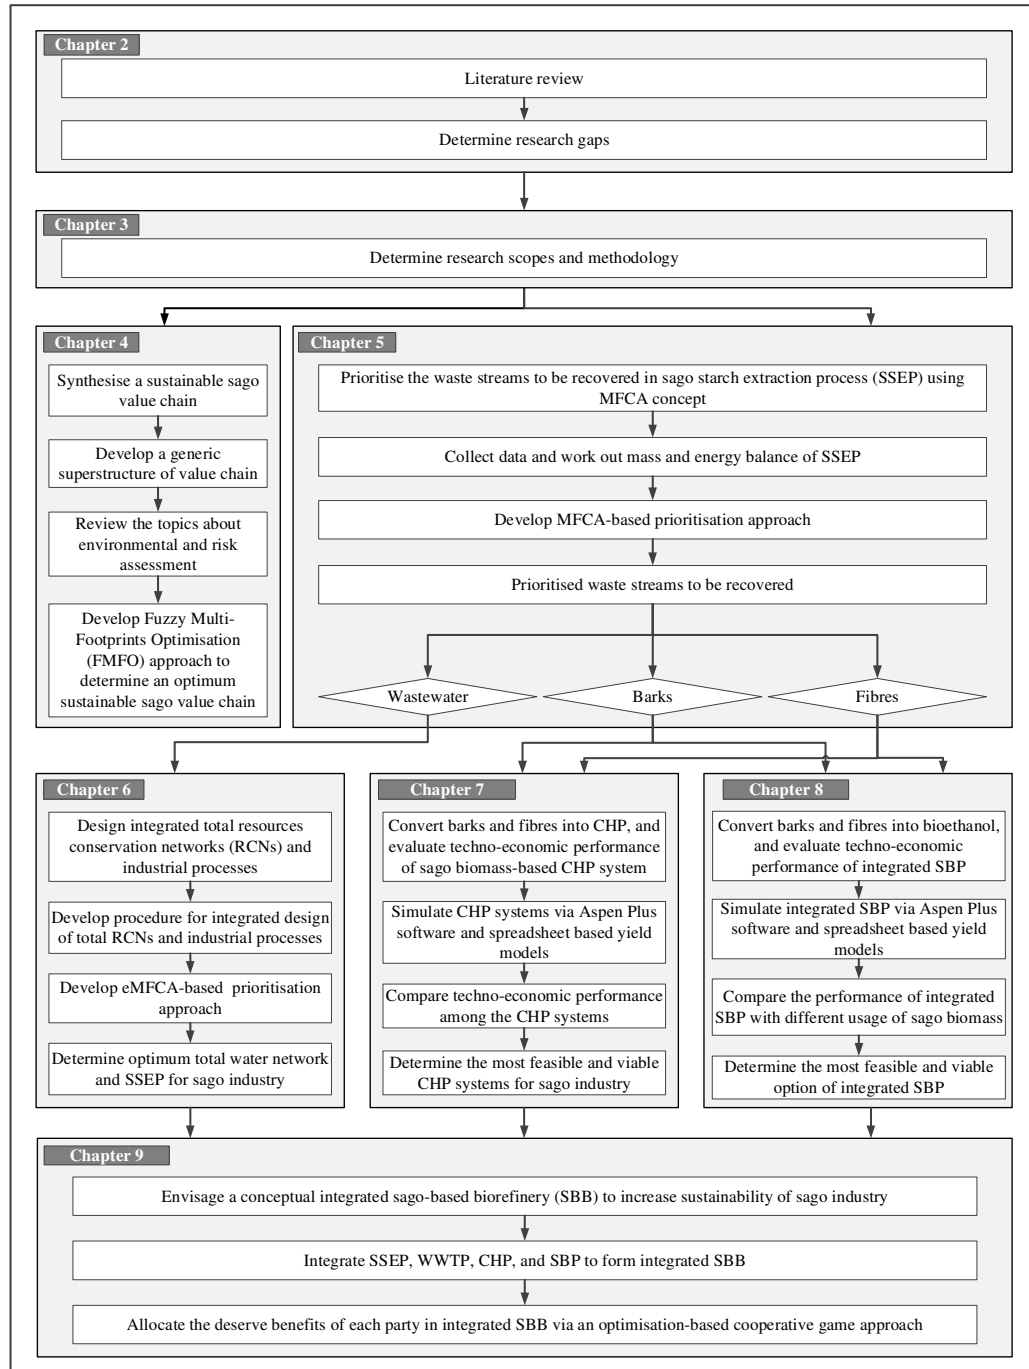 Chapter 2
Literature review
Determine research gaps
Chapter 3
Determine research scopes and methodology
Chapter 4
Synthesise a sustainable sago
value chain
Develop a generic
superstructure of value chain
Review the topics about
environmental and risk
assessment
Develop Fuzzy Multi-
Footprints Optimisation
(FMFO) approach to
determine an optimum
sustainable sago value chain
Chapter 5
Prioritise the waste streams to be recovered in sago starch extraction process (SSEP) using
MFCA concept
Collect data and work out mass and energy balance of SSEP
Develop MFCA-based prioritisation approach
Prioritised waste streams to be recovered
Wastewater
Barks
Fibres
Chapter 6
Design integrated total resources
conservation networks (RCNs) and
industrial processes
Develop procedure for integrated design
of total RCNs and industrial processes
Develop eMFCA-based prioritisation
approach
Determine optimum total water network
and SSEP for sago industry
Chapter 7
Convert barks and fibres into CHP, and
evaluate techno-economic performance
of sago biomass-based CHP system
Simulate CHP systems via Aspen Plus
software and spreadsheet based yield
models
Compare techno-economic performance
among the CHP systems
Determine the most feasible and viable
CHP systems for sago industry
Chapter 8
Convert barks and fibres into bioethanol,
and evaluate techno-economic
performance of integrated SBP
Simulate integrated SBP via Aspen Plus
software and spreadsheet based yield
models
Compare the performance of integrated
SBP with different usage of sago biomass
Determine the most feasible and viable
option of integrated SBP
Chapter 9
Envisage a conceptual integrated sago-based biorefinery (SBB) to increase sustainability of sago industry
Integrate SSEP, WWTP, CHP, and SBP to form integrated SBB
Allocate the deserve benefits of each party in integrated SBB via an optimisation-based cooperative game approach